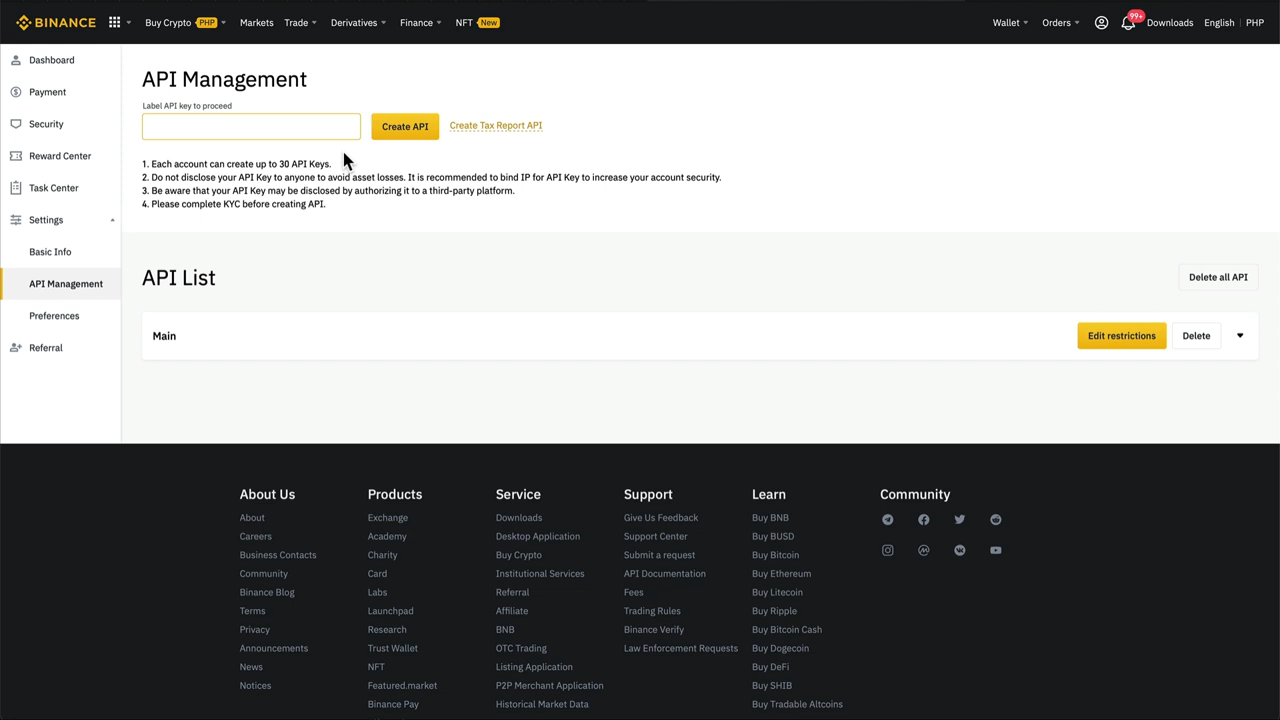 BINANCE Buy Crypto PHP Markets Trade Derivatives Finance NFT New Wallet Orders 99+ Downloads English PHP
Dashboard
Payment
Security
Reward Center
Task Center
Settings
Basic Info
API Management
Preferences
Referral
API Management
Label API key to proceed
Create API Create Tax Report API
1. Each account can create up to 30 API Keys.
2. Do not disclose your API Key to anyone to avoid asset losses. It is recommended to bind IP for API Key to increase your account security.
3. Be aware that your API Key may be disclosed by authorizing it to a third-party platform.
4. Please complete KYC before creating API.
API List Delete all API
Main Edit restrictions Delete
About Us
About
Careers
Business Contacts
Community
Binance Blog
Terms
Privacy
Announcements
News
Notices
Products
Exchange
Academy
Charity
Card
Labs
Launchpad
Research
Trust Wallet
NFT
Featured.market
Binance Pay
Service
Downloads
Desktop Application
Buy Crypto
Institutional Services
Referral
Affiliate
BNB
OTC Trading
Listing Application
P2P Merchant Application
Historical Market Data
Support
Give Us Feedback
Support Center
Submit a request
API Documentation
Fees
Trading Rules
Binance Verify
Law Enforcement Requests
Learn
Buy BNB
Buy BUSD
Buy Bitcoin
Buy Ethereum
Buy Litecoin
Buy Ripple
Buy Bitcoin Cash
Buy Dogecoin
Buy DeFi
Buy SHIB
Buy Tradable Altcoins
Community